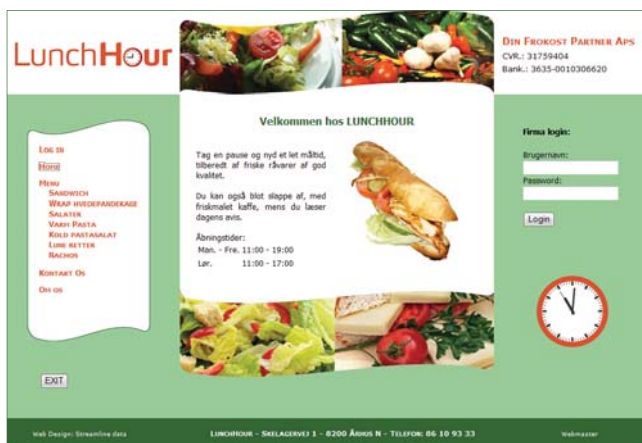 LunchHour
DIN FROKOST PARTNER APS
CVR.: 31759404
Bank.: 3635-0010306620
LOG IN
HOME
MENU
SANDWICH
WRAP HVEDEPANDEKAGE
SALATER
VARM PASTA
KOLD PASTASALAT
LUNE RETTER
NACHOS
KONTAKT OS
OM OS
EXIT
Velkommen hos LUNCHHOUR
Tag en pause og nyd et let måltid,
tilberedt af friske råvarer af god
kvalitet.
Du kan også blot slappe af, med
friskmalet kaffe, mens du læser
dagens avis.
Åbningstider:
Man. - Fre. 11:00 - 19:00
Lør. 11:00 - 17:00
Firma login:
Brugernavn:
Password:
Login
Web Design: Streamline data
LUNCHHOUR - SKELAGERVEJ 1 - 8200 ÅRHUS N - TELEFON: 86 10 93 33
Webmaster